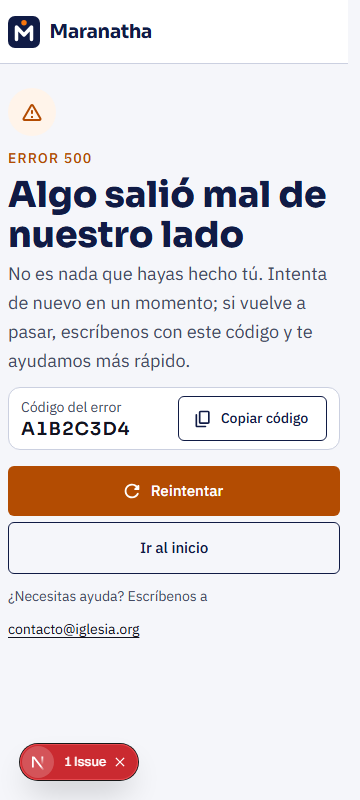 Maranatha
ERROR 500
Algo salió mal de
nuestro lado
No es nada que hayas hecho tú. Intenta
de nuevo en un momento; si vuelve a
pasar, escríbenos con este código y te
ayudamos más rápido.
Código del error
A1B2C3D4
Copiar código
Reintentar
Ir al inicio
¿Necesitas ayuda? Escríbenos a
contacto@iglesia.org
N 1 Issue